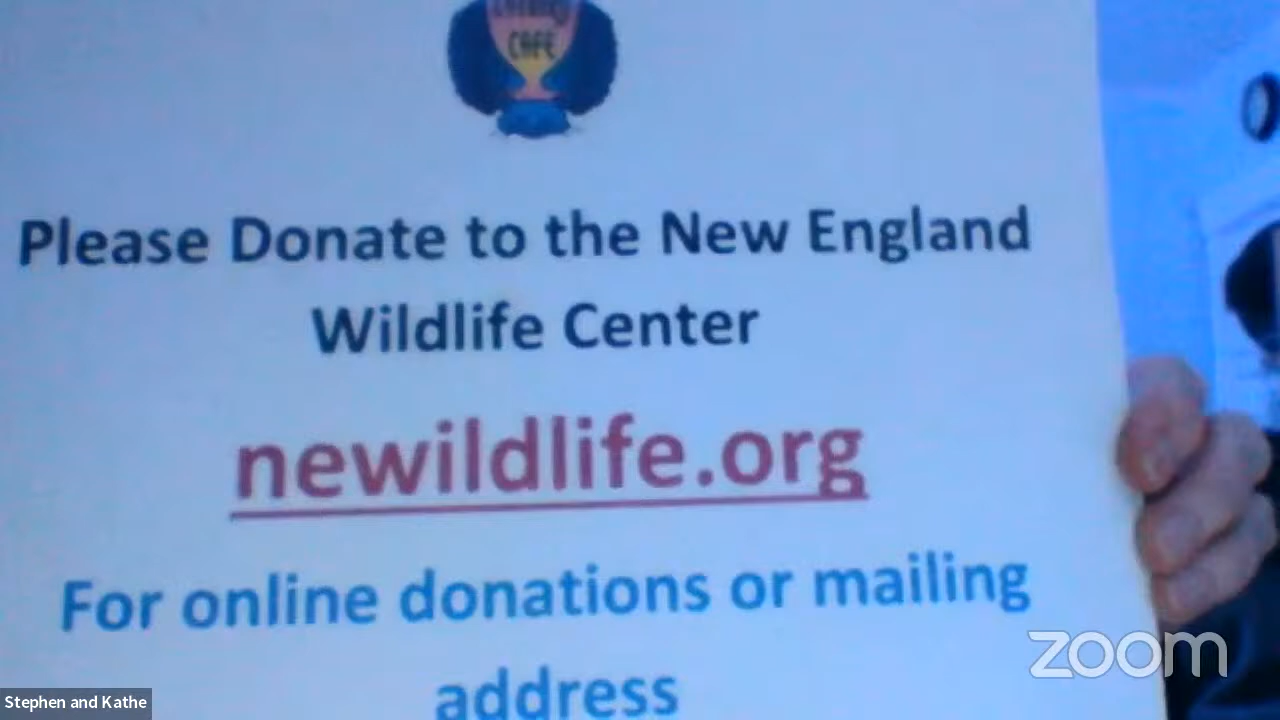 CAFE
Please Donate to the New England
Wildlife Center
newildlife.org
For online donations or mailing
address
zoom
Stephen and Kathe